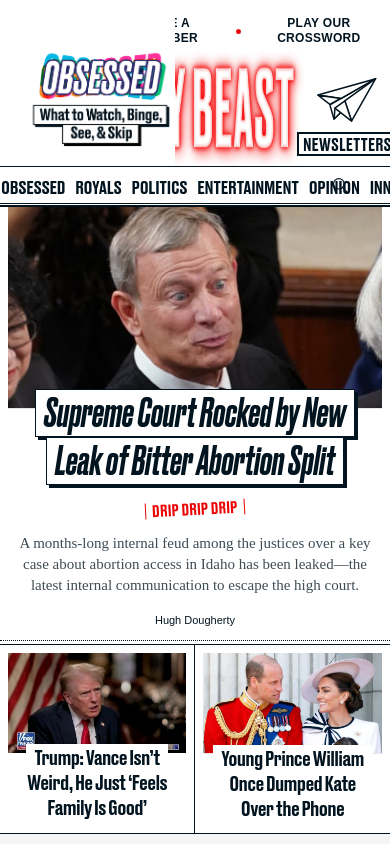 E A
BER
PLAY OUR
CROSSWORD
OBSESSED
What to Watch, Binge,
See, & Skip
Y BEAST
NEWSLETTERS
OBSESSED ROYALS POLITICS ENTERTAINMENT OPINION INN
Supreme Court Rocked by New
Leak of Bitter Abortion Split
DRIP DRIP DRIP
A months-long internal feud among the justices over a key
case about abortion access in Idaho has been leaked—the
latest internal communication to escape the high court.
Hugh Dougherty
Trump: Vance Isn’t
Weird, He Just ‘Feels
Family Is Good’
Young Prince William
Once Dumped Kate
Over the Phone